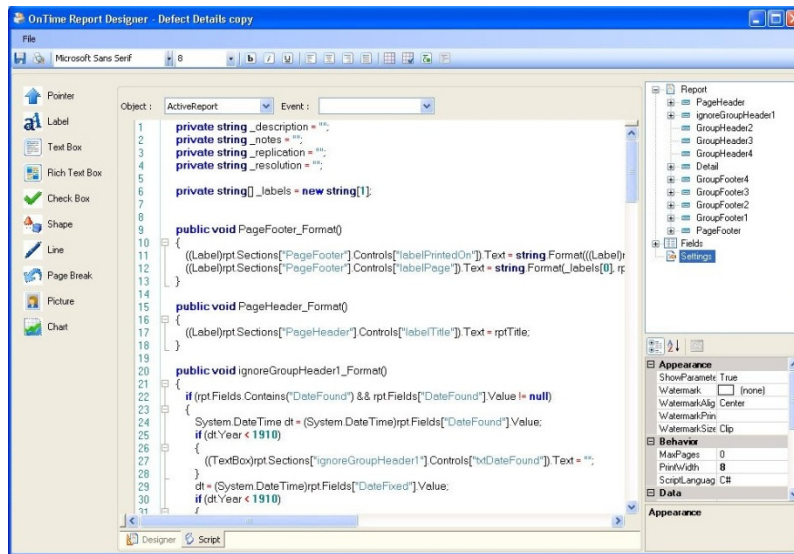 OnTime Report Designer - Defect Details copy
File
Microsoft Sans Serif 8 b i u
Pointer
Label
Text Box
Rich Text Box
Check Box
Shape
Line
Page Break
Picture
Chart
Object : ActiveReport Event :
1 private string _description = "";
2 private string _notes = "";
3 private string _replication = "";
4 private string _resolution = "";
5
6 private string[] _labels = new string[1];
7
8
9 public void PageFooter_Format()
10 {
11 ((Label)rpt.Sections["PageFooter"].Controls["labelPrintedOn"]).Text = string.Format(((Label)r
12 ((Label)rpt.Sections["PageFooter"].Controls["labelPage"]).Text = string.Format(_labels[0], rp
13 }
14
15 public void PageHeader_Format()
16 {
17 ((Label)rpt.Sections["PageHeader"].Controls["labelTitle"]).Text = rptTitle;
18 }
19
20 public void ignoreGroupHeader1_Format()
21 {
22 if (rpt.Fields.Contains("DateFound") && rpt.Fields["DateFound"].Value != null)
23 {
24 System.DateTime dt = (System.DateTime)rpt.Fields["DateFound"].Value;
25 if (dt.Year < 1910)
26 {
27 ((TextBox)rpt.Sections["ignoreGroupHeader1"].Controls["txtDateFound"]).Text = "";
28 }
29 dt = (System.DateTime)rpt.Fields["DateFixed"].Value;
30 if (dt.Year < 1910)
31 {
Designer Script
Report
PageHeader
ignoreGroupHeader1
GroupHeader2
GroupHeader3
GroupHeader4
Detail
GroupFooter4
GroupFooter3
GroupFooter2
GroupFooter1
PageFooter
Fields
Settings
Appearance
ShowParamete True
Watermark (none)
WatermarkAlig Center
WatermarkPrin
WatermarkSize Clip
Behavior
MaxPages 0
PrintWidth 8
ScriptLanguag C#
Data
Appearance